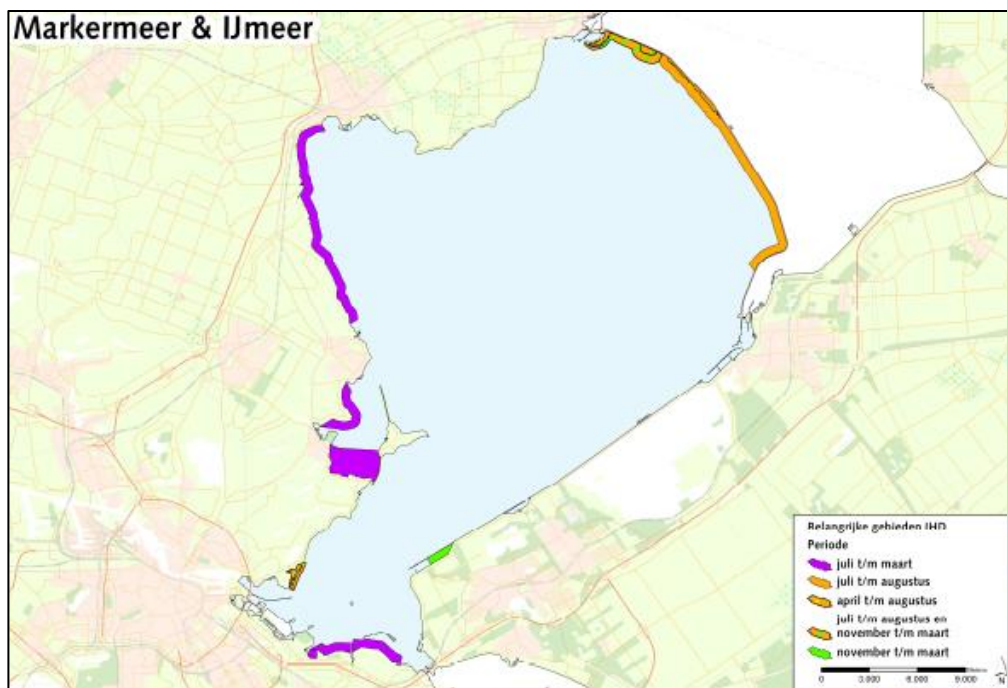 Markermeer & IJmeer
Belangrijke gebieden IHD
Periode
juli t/m maart
juli t/m augustus
april t/m augustus
juli t/m augustus en
november t/m maart
november t/m maart
0 3.000 6.000 9.000